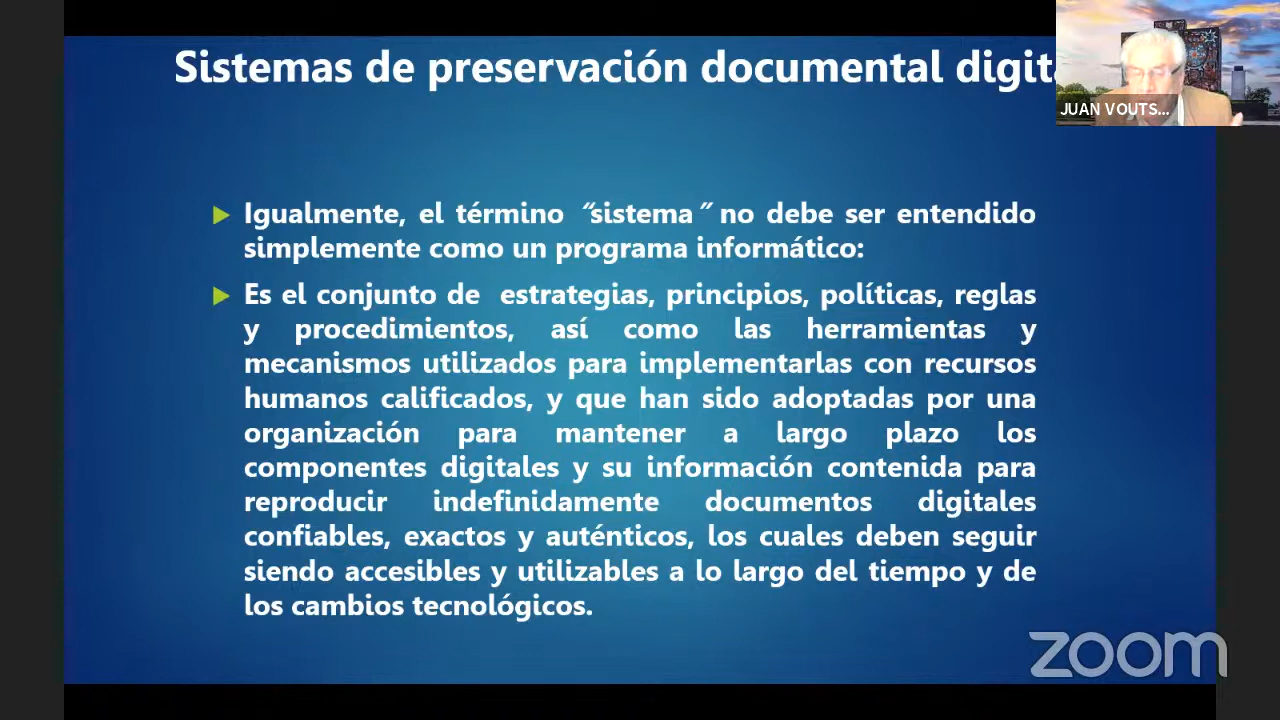 Sistemas de preservación documental digit
JUAN VOUTS...
Igualmente, el término “sistema” no debe ser entendido
simplemente como un programa informático:
Es el conjunto de estrategias, principios, políticas, reglas
y procedimientos, así como las herramientas y
mecanismos utilizados para implementarlas con recursos
humanos calificados, y que han sido adoptadas por una
organización para mantener a largo plazo los
componentes digitales y su información contenida para
reproducir indefinidamente documentos digitales
confiables, exactos y auténticos, los cuales deben seguir
siendo accesibles y utilizables a lo largo del tiempo y de
los cambios tecnológicos.
zoom